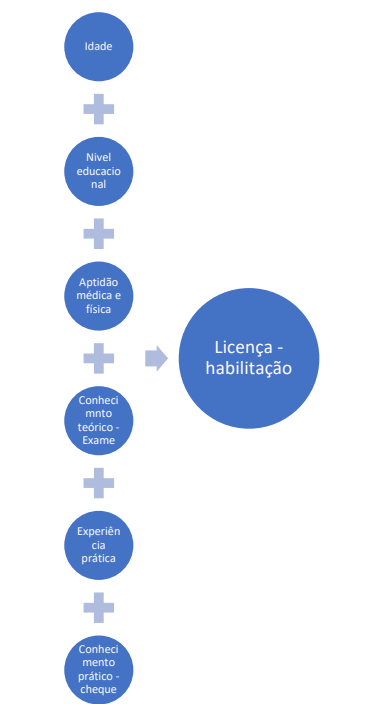 Idade
Nivel
educacio
nal
Aptidão
médica e
física
Licença -
habilitação
Conheci
mnto
teórico -
Exame
Experiên
cia
prática
Conheci
mento
prático -
cheque